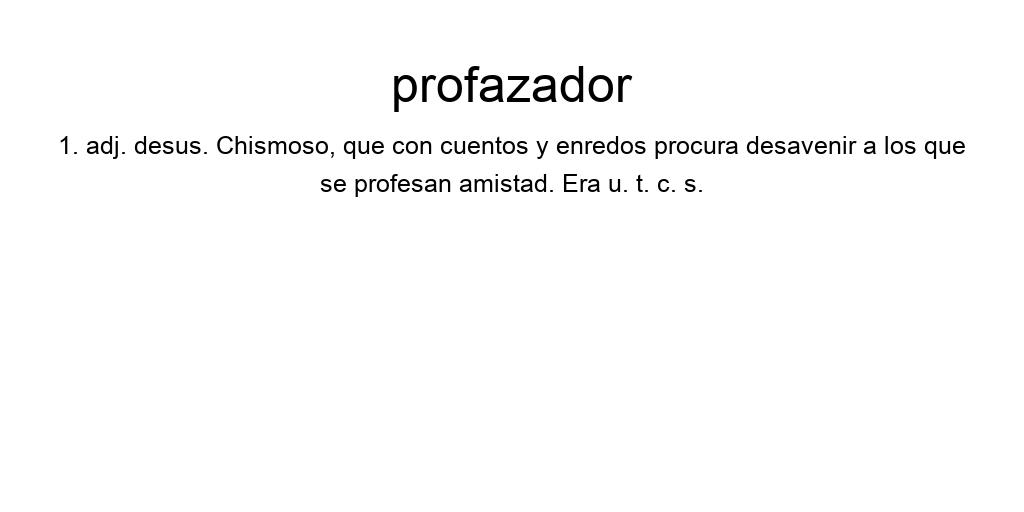 profazador
1. adj. desus. Chismoso, que con cuentos y enredos procura desavenir a los que
se profesan amistad. Era u. t. c. s.